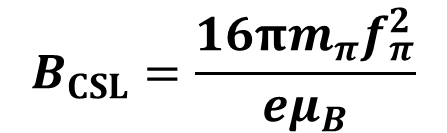 B_CSL = 16πm_π f_π^2 / eμ_B